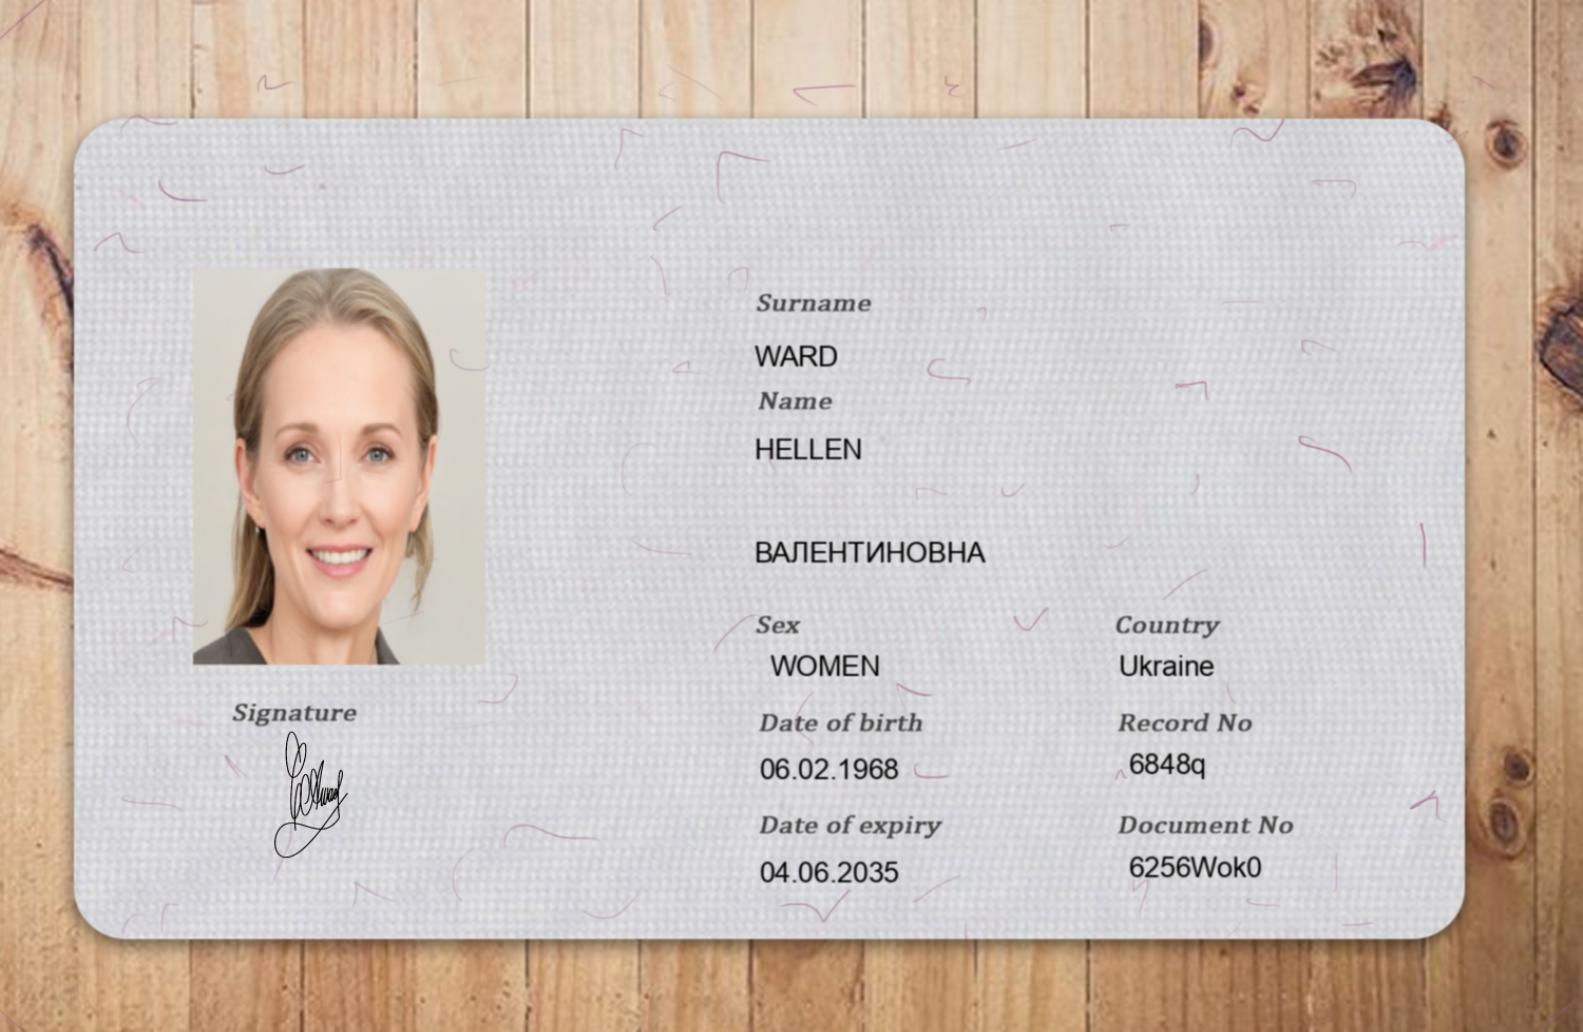 Surname
WARD
Name
HELLEN
ВАЛЕНТИНОВНА
Sex
Country
WOMEN
Ukraine
Date of birth
Record No
06.02.1968
6848q
Date of expiry
Document No
04.06.2035
6256Wok0
Signature